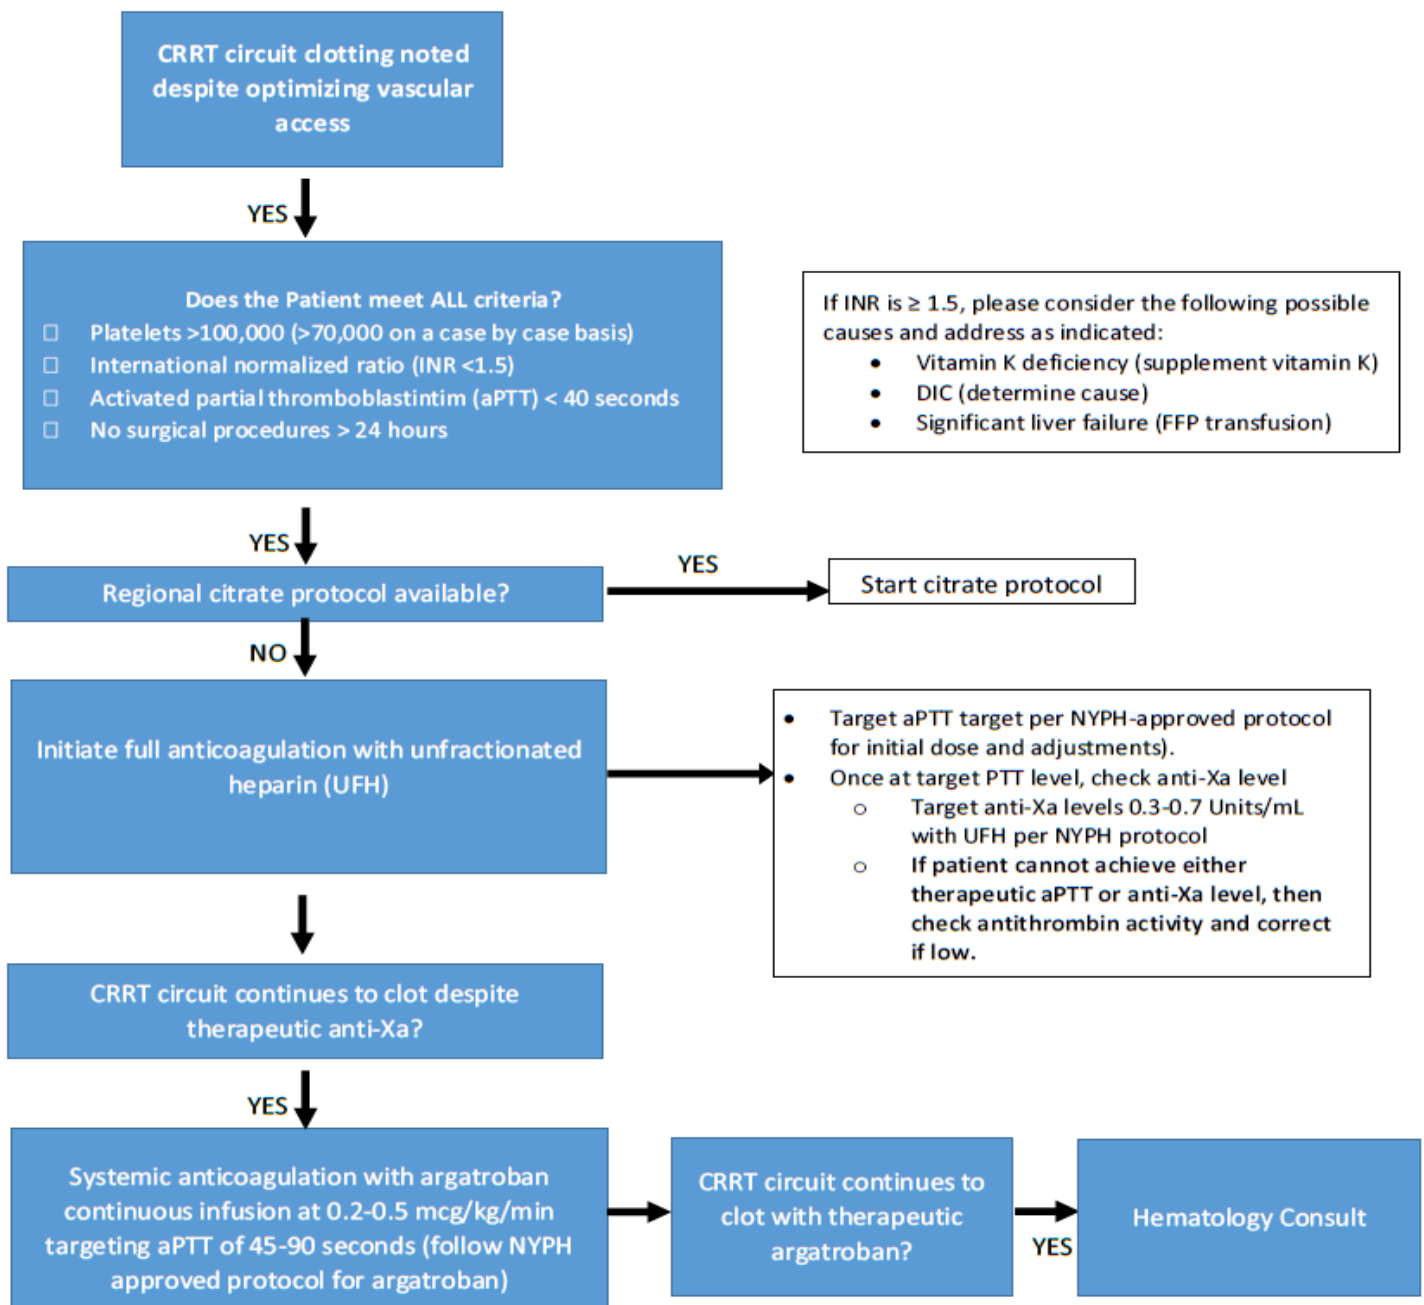 CRRT circuit clotting noted
despite optimizing vascular
access
YES
Does the Patient meet ALL criteria?
☐ Platelets >100,000 (>70,000 on a case by case basis)
☐ International normalized ratio (INR <1.5)
☐ Activated partial thromboblastintim (aPTT) < 40 seconds
☐ No surgical procedures > 24 hours
If INR is ≥ 1.5, please consider the following possible
causes and address as indicated:
• Vitamin K deficiency (supplement vitamin K)
• DIC (determine cause)
• Significant liver failure (FFP transfusion)
YES
Regional citrate protocol available?
YES
Start citrate protocol
NO
Initiate full anticoagulation with unfractionated
heparin (UFH)
• Target aPTT target per NYPH-approved protocol
for initial dose and adjustments).
• Once at target PTT level, check anti-Xa level
o Target anti-Xa levels 0.3-0.7 Units/mL
with UFH per NYPH protocol
o If patient cannot achieve either
therapeutic aPTT or anti-Xa level, then
check antithrombin activity and correct
if low.
CRRT circuit continues to clot despite
therapeutic anti-Xa?
YES
Systemic anticoagulation with argatroban
continuous infusion at 0.2-0.5 mcg/kg/min
targeting aPTT of 45-90 seconds (follow NYPH
approved protocol for argatroban)
CRRT circuit continues to
clot with therapeutic
argatroban?
YES
Hematology Consult